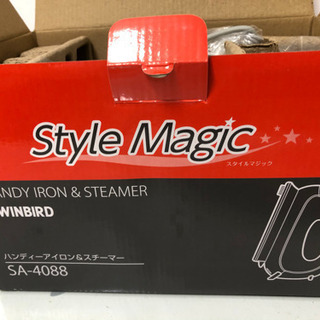 Style Magic
スタイルマジック
ANDY IRON & STEAMER
WINBIRD
ハンディーアイロン&スチーマー
SA-4088